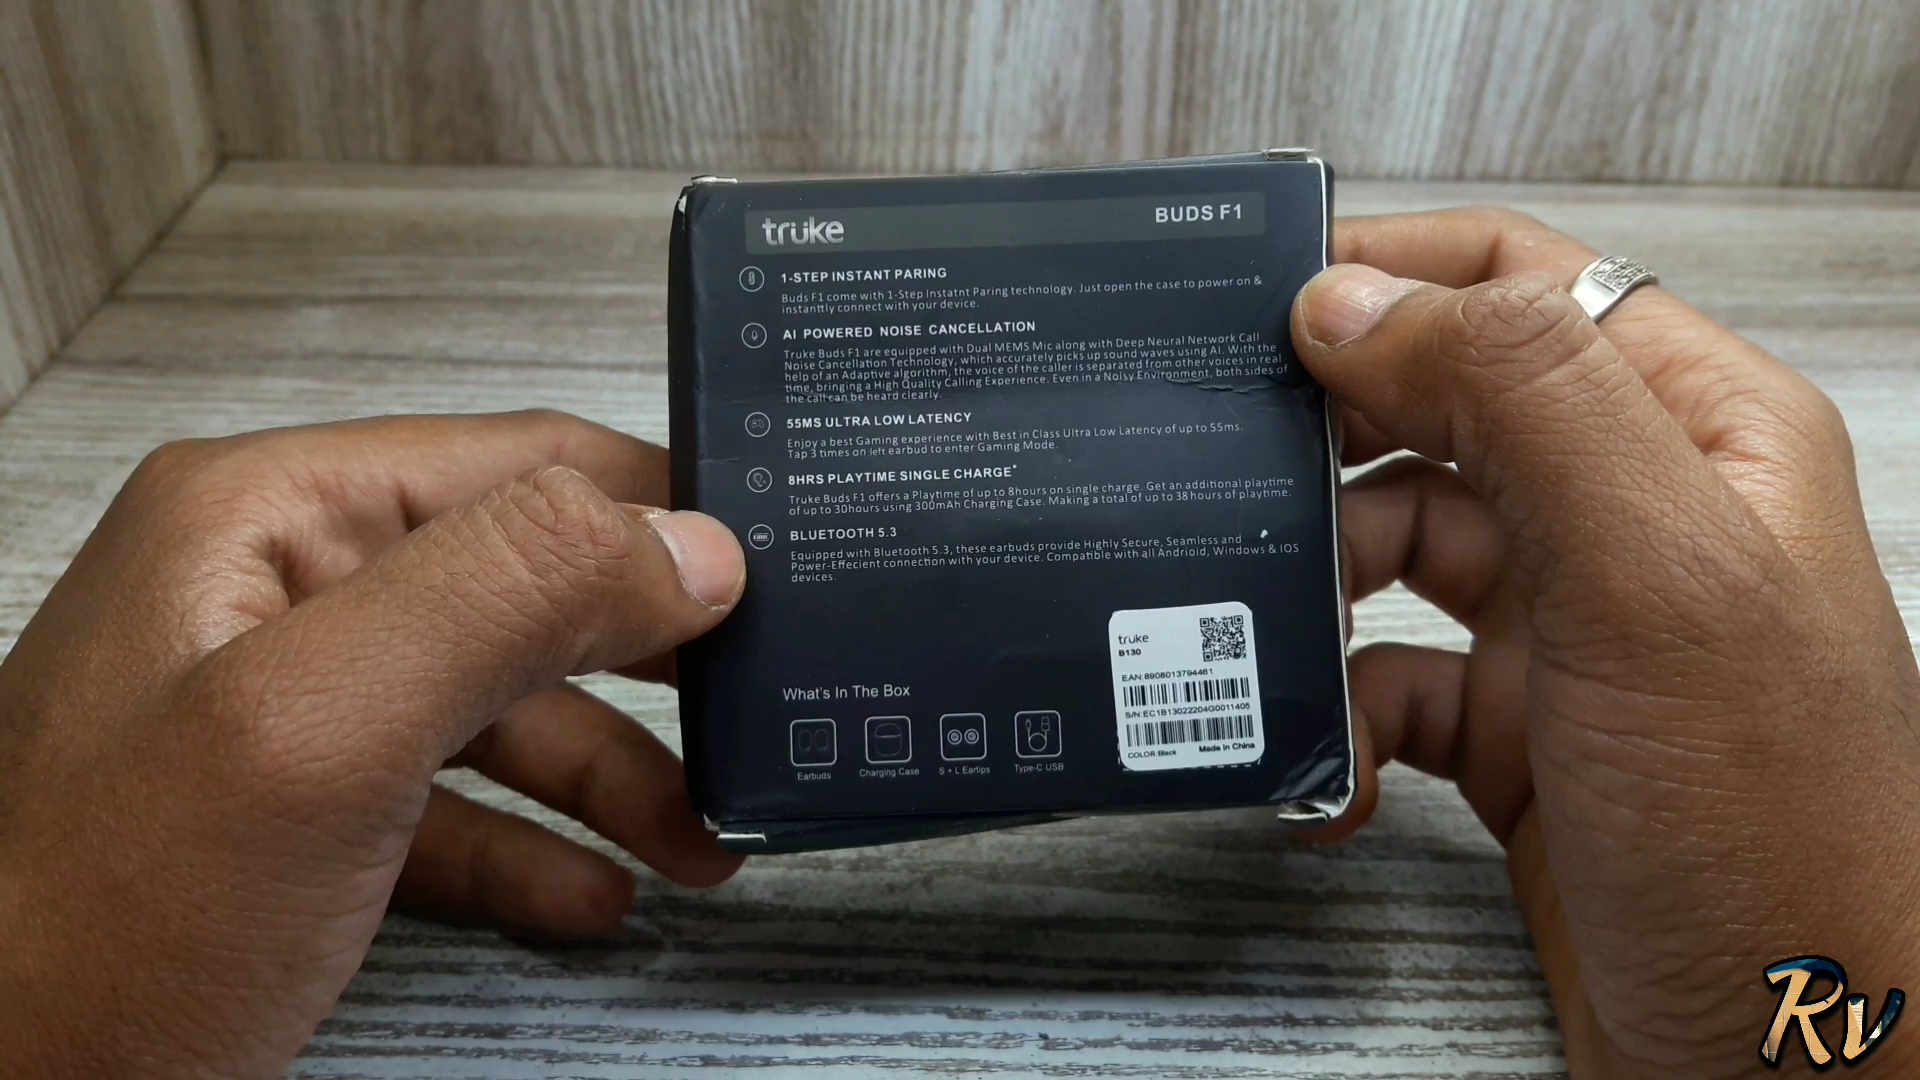 truke
BUDS F1
1-STEP INSTANT PARING
Buds F1 come with 1-Step Instatnt Paring technology. Just open the case to power on &
instantly connect with your device.
AI POWERED NOISE CANCELLATION
Truke Buds F1 are equipped with Dual MEMS Mic along with Deep Neural Network Call
Noise Cancellation Technology, which accurately picks up sound waves using AI. With the
help of an Adaptive algorithm, the voice of the caller is separated from other voices in real
time, bringing a High Quality Calling Experience. Even in a Noisy Environment, both sides of
the call can be heard clearly.
55MS ULTRA LOW LATENCY
Enjoy a best Gaming experience with Best in Class Ultra Low Latency of up to 55ms.
Tap 3 times on left earbud to enter Gaming Mode.
8HRS PLAYTIME SINGLE CHARGE*
Truke Buds F1 offers a Playtime of up to 8hours on single charge. Get an additional playtime
of up to 30hours using 300mAh Charging Case. Making a total of up to 38hours of playtime.
BLUETOOTH 5.3
Equipped with Bluetooth 5.3, these earbuds provide Highly Secure, Seamless and
Power-Effecient connection with your device. Compatible with all Andrioid, Windows & IOS
devices.
What's In The Box
Earbuds
Charging Case
S + L Eartips
Type-C USB
truke
B130
EAN:8908013794461
S/N:EC1B13022204G0011405
COLOR:Black
Made in China
RV